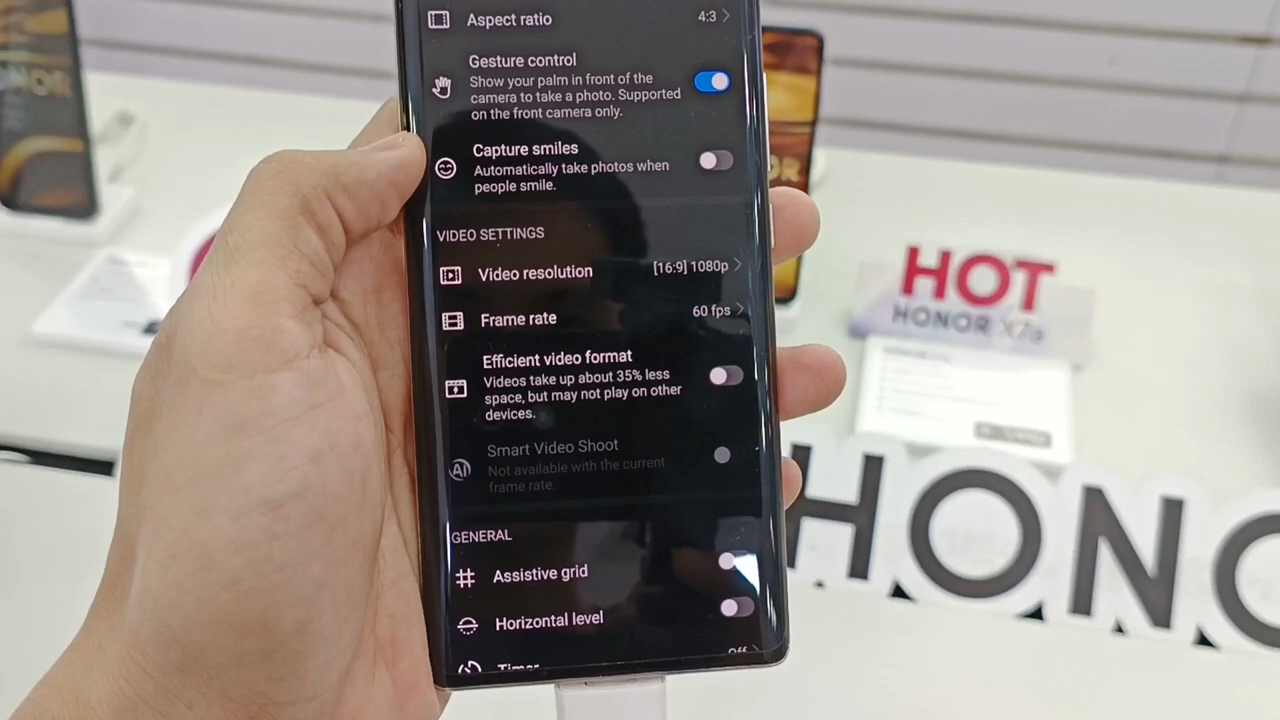 Aspect ratio
4:3
Gesture control
Show your palm in front of the
camera to take a photo. Supported
on the front camera only.
Capture smiles
Automatically take photos when
people smile.
VIDEO SETTINGS
Video resolution
[16:9] 1080p
Frame rate
60 fps
Efficient video format
Videos take up about 35% less
space, but may not play on other
devices.
Smart Video Shoot
Not available with the current
frame rate.
GENERAL
Assistive grid
Horizontal level
Timer
Off
HOT
HONOR
HONO